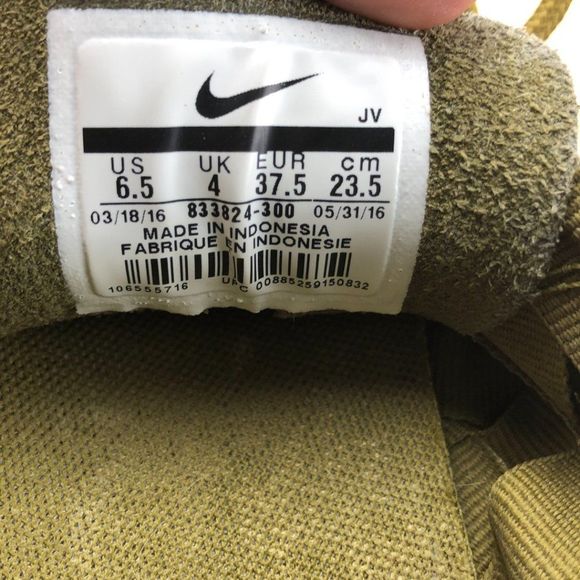 JV
US UK EUR cm
6.5 4 37.5 23.5
03/18/16 833824-300 05/31/16
MADE IN INDONESIA
FABRIQUE EN INDONESIE
106555716 UPC 00885259150832